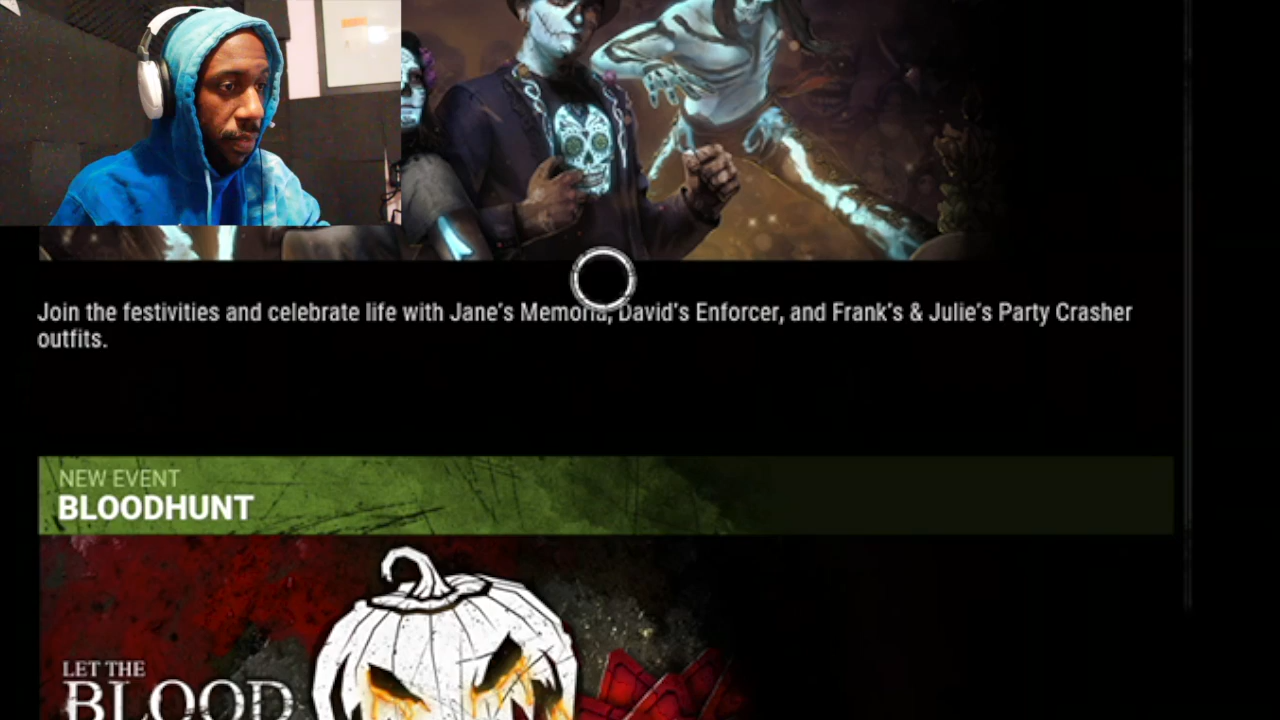 Join the festivities and celebrate life with Jane's Memoria, David's Enforcer, and Frank's & Julie's Party Crasher
outfits.
NEW EVENT
BLOODHUNT
LET THE
BLOOD